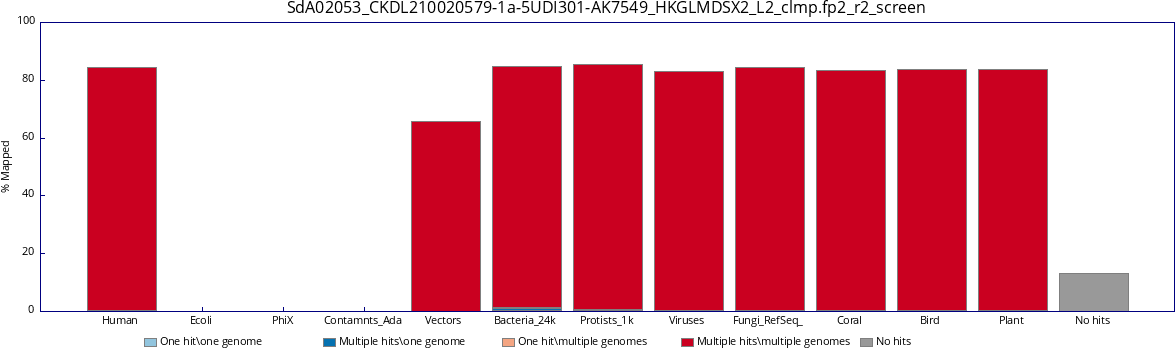 SdA02053_CKDL210020579-1a-5UDI301-AK7549_HKGLMDSX2_L2_clmp.fp2_r2_screen
100
80
60
40
20
0
% Mapped
Human Ecoli PhiX Contamnts_Ada Vectors Bacteria_24k Protists_1k Viruses Fungi_RefSeq_ Coral Bird Plant No hits
One hit\one genome Multiple hits\one genome One hit\multiple genomes Multiple hits\multiple genomes No hits